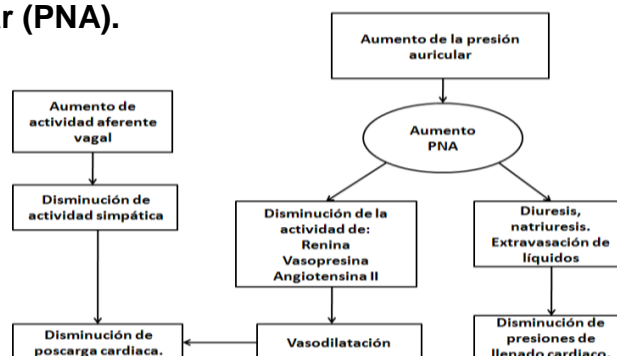 ar (PNA).
Aumento de la presión
auricular
Aumento de
actividad aferente
vagal
Aumento
PNA
Disminución de
actividad simpática
Disminución de la
actividad de:
Renina
Vasopresina
Angiotensina II
Diuresis,
natriuresis.
Extravasación de
líquidos
Disminución de
poscarga cardiaca.
Vasodilatación
Disminución de
presiones de
llenado cardiaco.